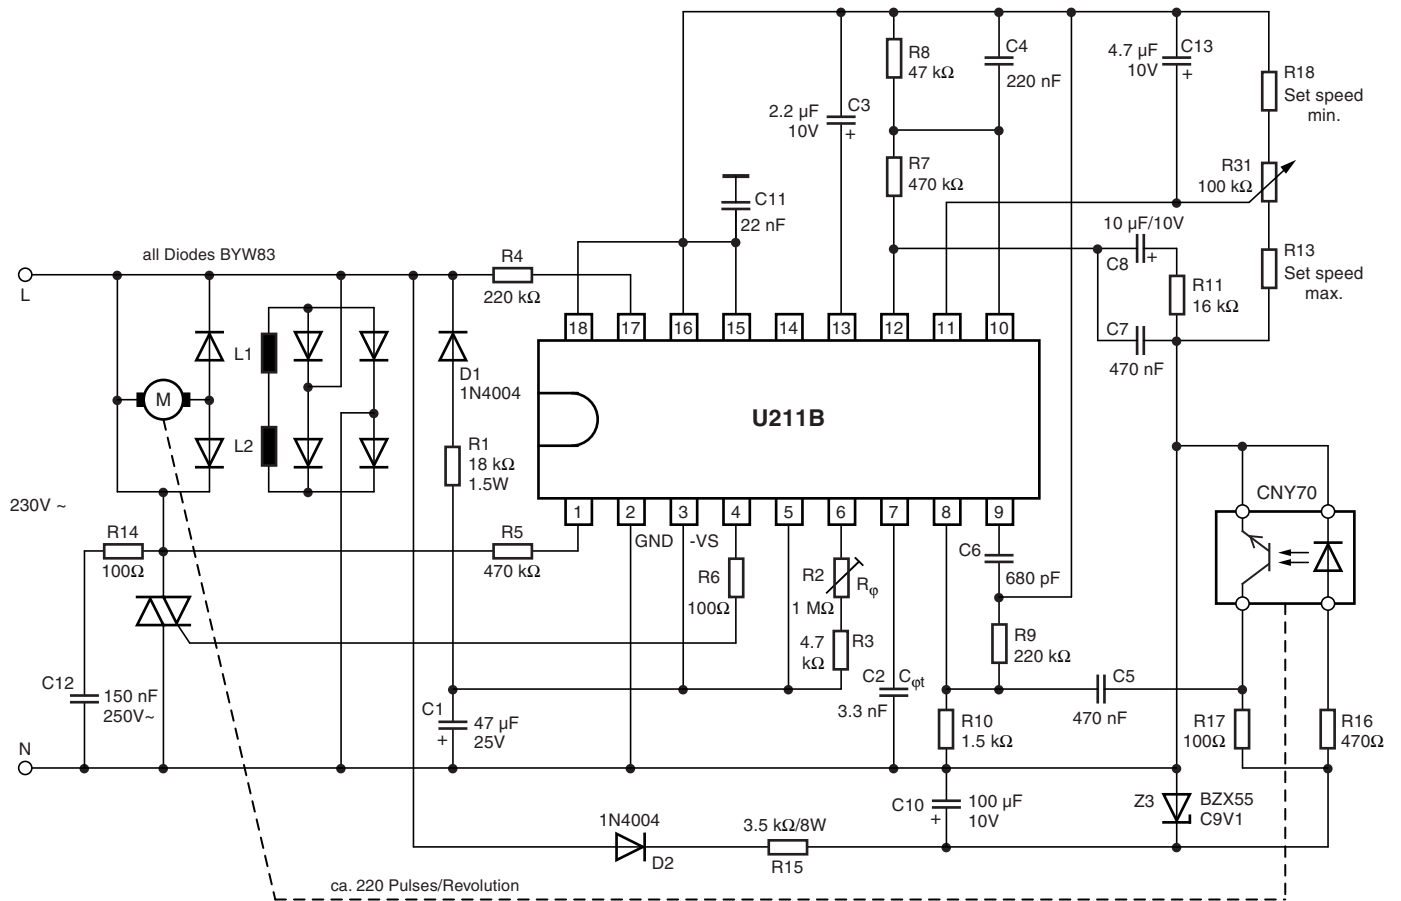 R8
47 kΩ
C4
220 nF
4.7 μF
10V
C13
+
R18
Set speed
min.
2.2 μF
10V
C3
+
R7
470 kΩ
R31
100 kΩ
C11
22 nF
10 μF/10V
C8
+
R13
Set speed
max.
R11
16 kΩ
C7
470 nF
all Diodes BYW83
L
R4
220 kΩ
18
17
16
15
14
13
12
11
10
L1
M
L2
D1
1N4004
R1
18 kΩ
1.5W
U211B
230V ~
1
2
3
4
5
6
7
8
9
GND
-VS
CNY70
R14
100Ω
R5
470 kΩ
R6
100Ω
R2
1 MΩ
Rφ
C6
680 pF
4.7
kΩ
R3
R9
220 kΩ
C12
150 nF
250V~
C1
+
47 μF
25V
C2
Cφt
3.3 nF
C5
470 nF
R10
1.5 kΩ
R17
100Ω
R16
470Ω
N
C10
+
100 μF
10V
Z3
BZX55
C9V1
1N4004
D2
3.5 kΩ/8W
R15
ca. 220 Pulses/Revolution